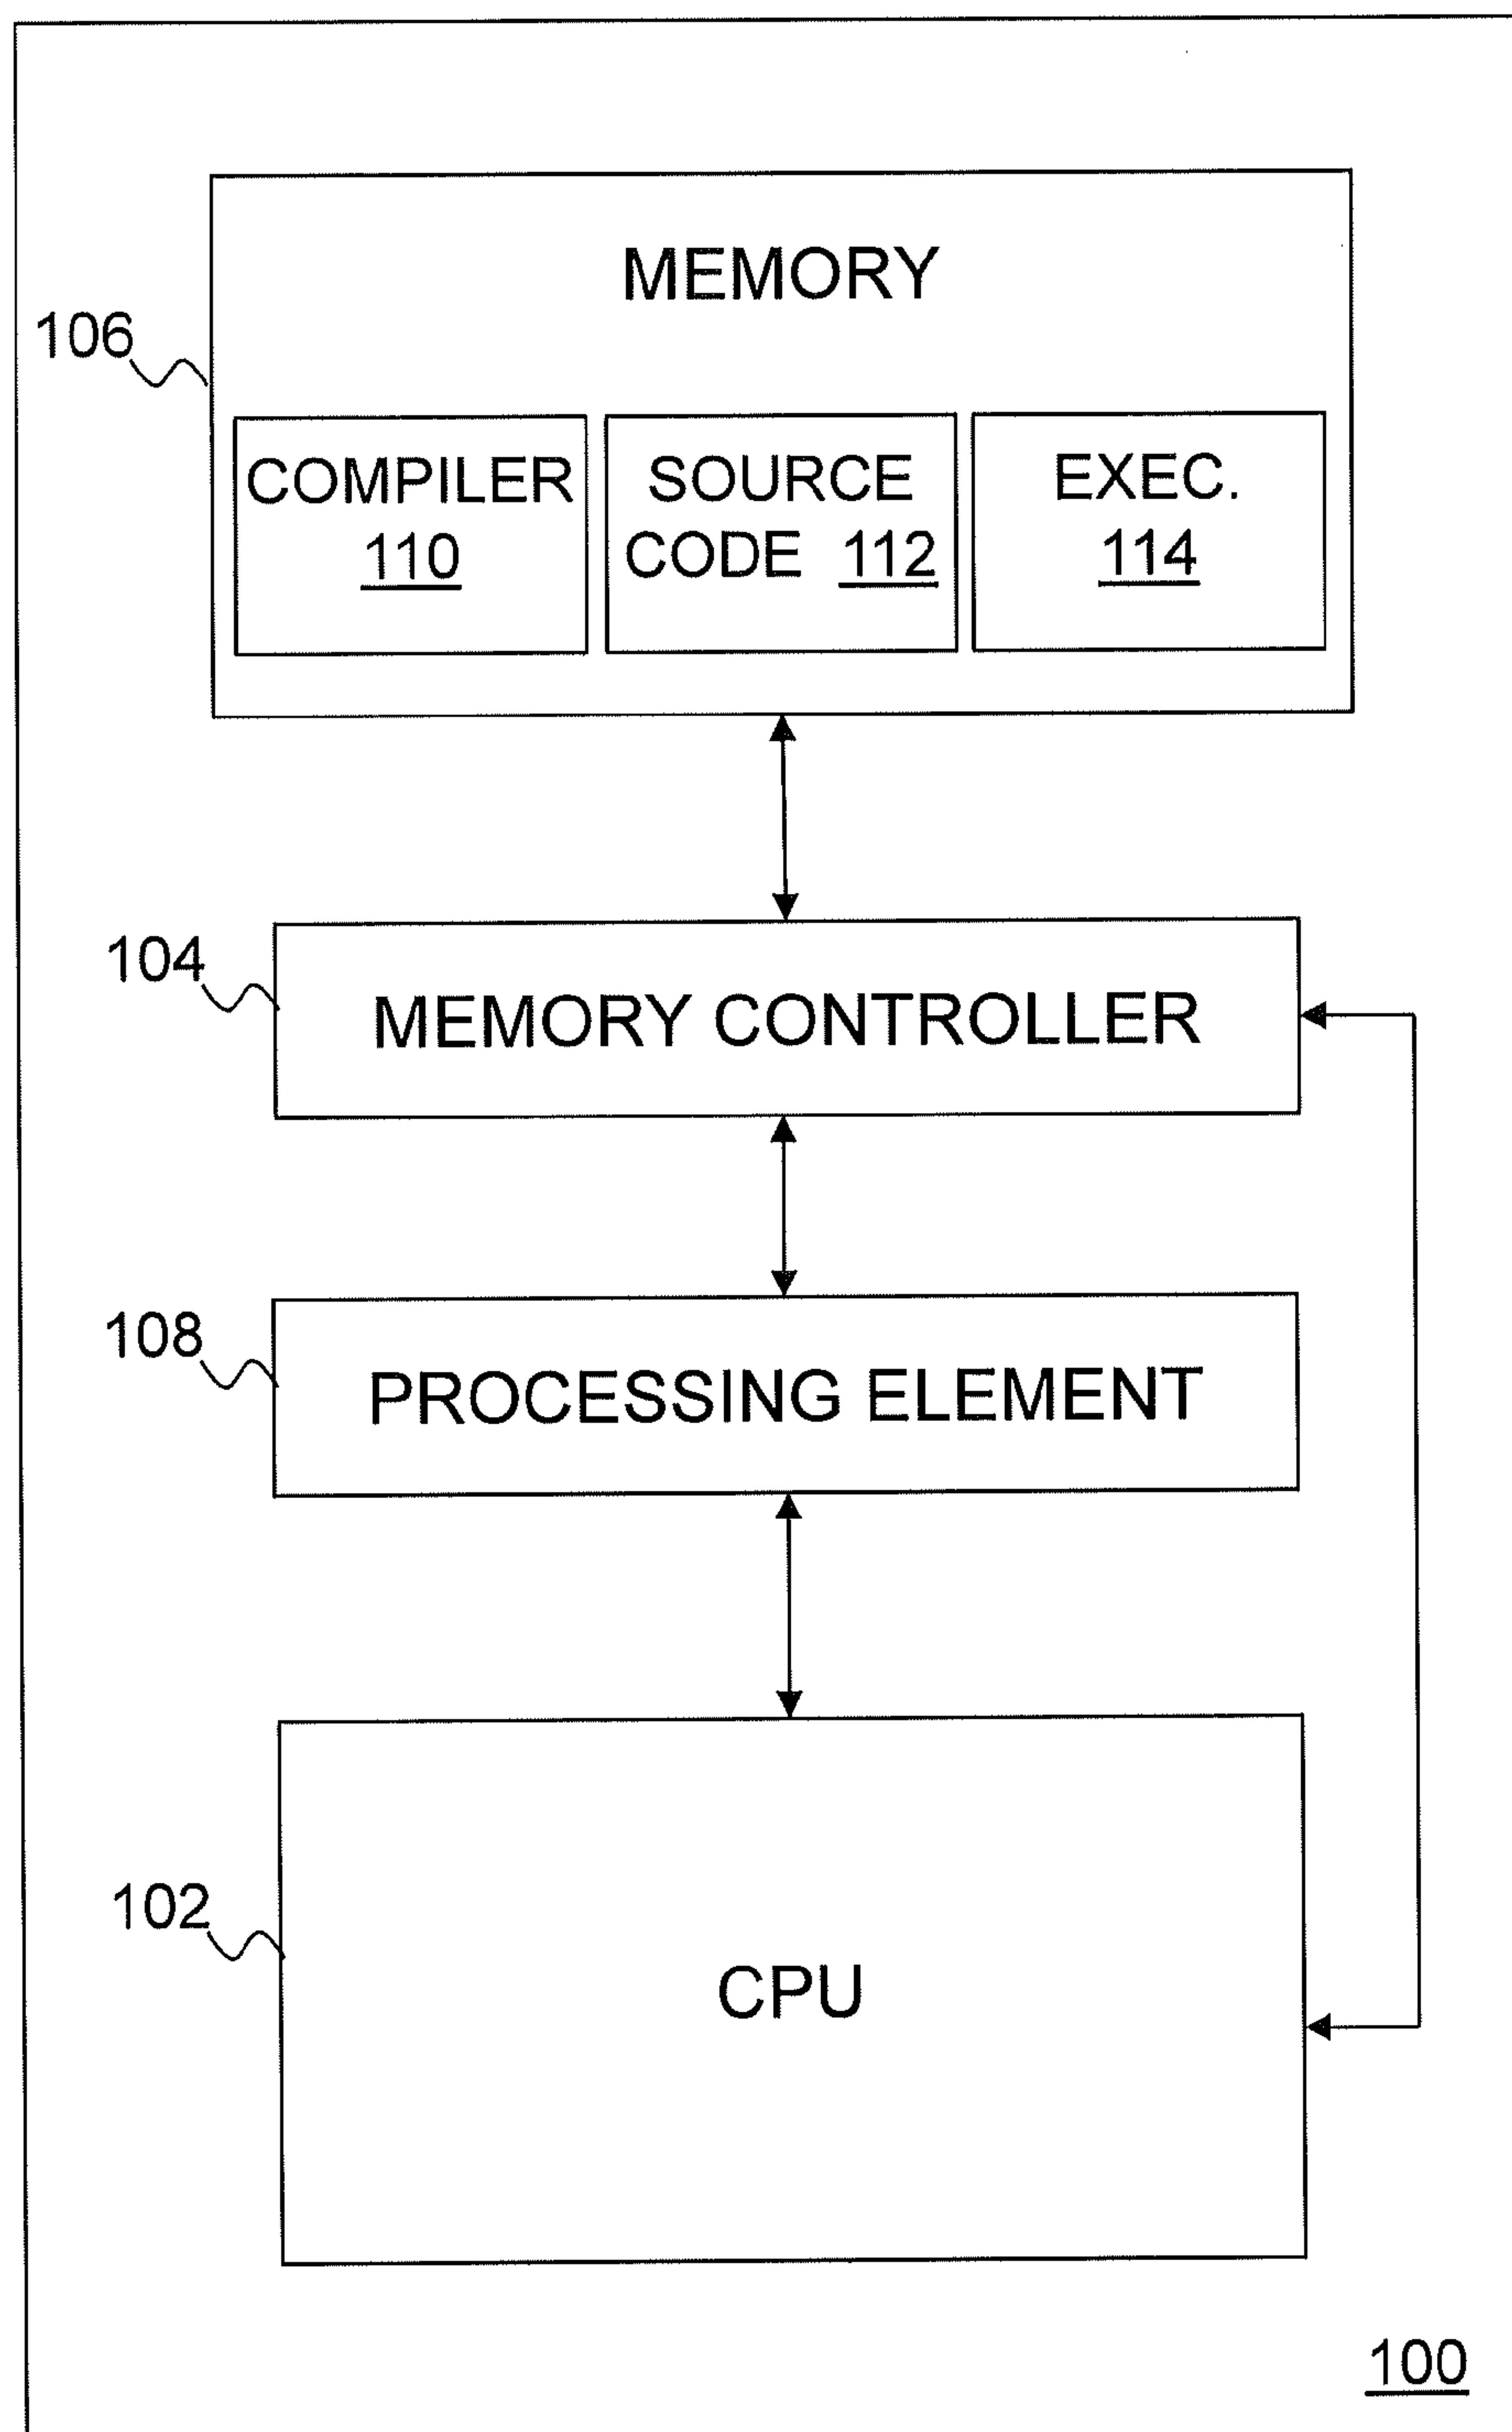 MEMORY
106
COMPILER
110
SOURCE
CODE 112
EXEC.
114
104
MEMORY CONTROLLER
108
PROCESSING ELEMENT
102
CPU
100